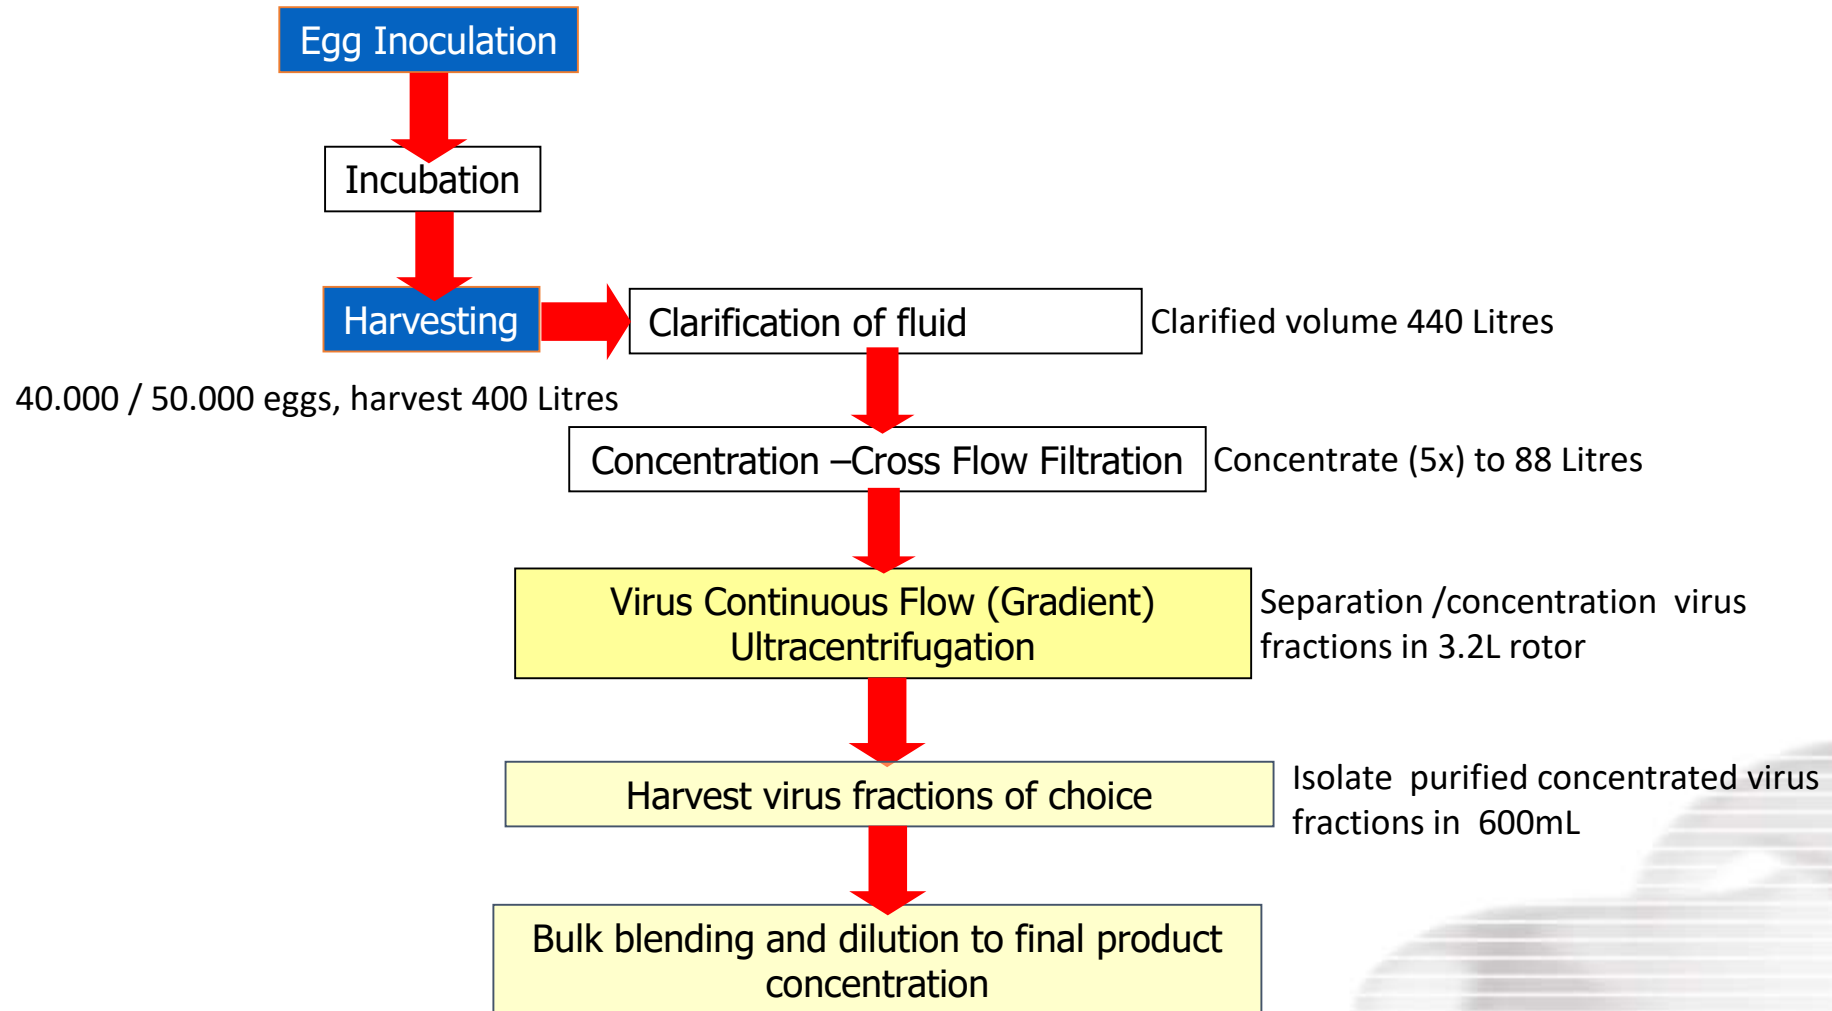 Egg Inoculation
Incubation
Harvesting
Clarification of fluid
Clarified volume 440 Litres
40.000 / 50.000 eggs, harvest 400 Litres
Concentration –Cross Flow Filtration
Concentrate (5x) to 88 Litres
Virus Continuous Flow (Gradient)
Ultracentrifugation
Separation /concentration virus
fractions in 3.2L rotor
Harvest virus fractions of choice
Isolate purified concentrated virus
fractions in 600mL
Bulk blending and dilution to final product
concentration